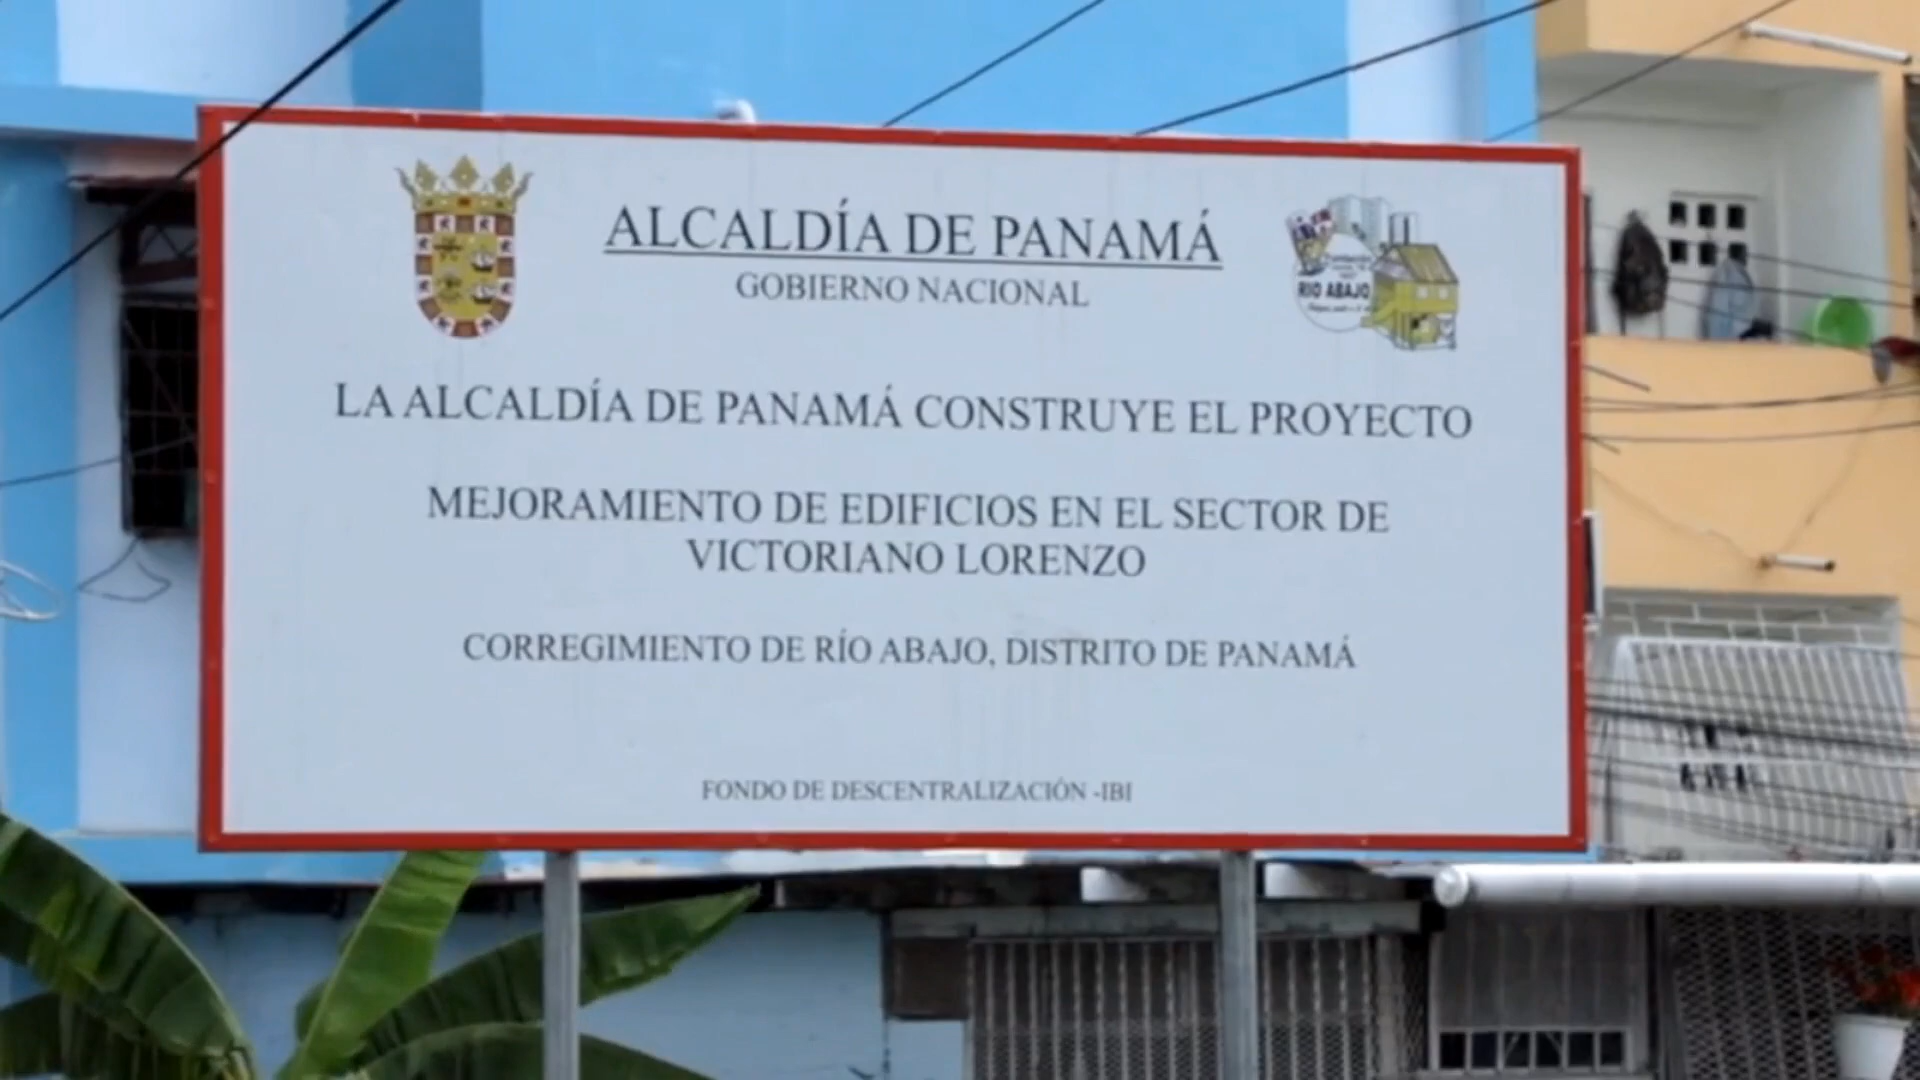 ALCALDÍA DE PANAMÁ
GOBIERNO NACIONAL
RIO ABAJO
LA ALCALDÍA DE PANAMÁ CONSTRUYE EL PROYECTO
MEJORAMIENTO DE EDIFICIOS EN EL SECTOR DE
VICTORIANO LORENZO
CORREGIMIENTO DE RÍO ABAJO, DISTRITO DE PANAMÁ
FONDO DE DESCENTRALIZACIÓN -IBI